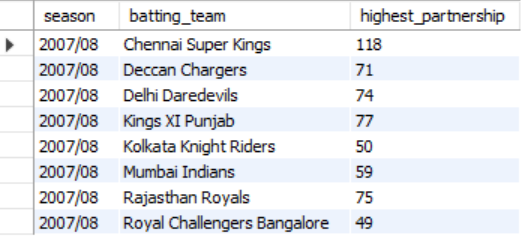 season batting_team highest_partnership
2007/08 Chennai Super Kings 118
2007/08 Deccan Chargers 71
2007/08 Delhi Daredevils 74
2007/08 Kings XI Punjab 77
2007/08 Kolkata Knight Riders 50
2007/08 Mumbai Indians 59
2007/08 Rajasthan Royals 75
2007/08 Royal Challengers Bangalore 49